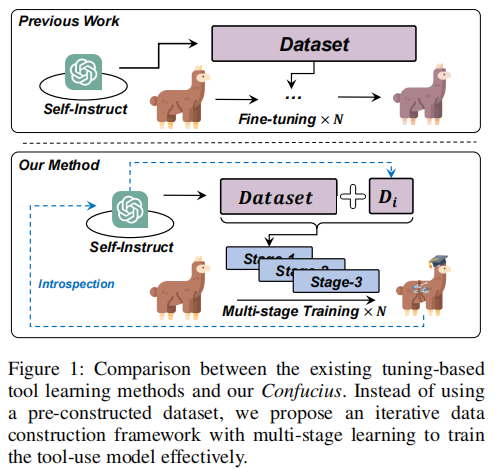 Previous Work
Dataset
Self-Instruct
...
Fine-tuning × N
Our Method
Dataset + Dᵢ
Self-Instruct
Stage-1
Stage-2
Stage-3
Introspection
Multi-stage Training × N
Figure 1: Comparison between the existing tuning-based
tool learning methods and our Confucius. Instead of using
a pre-constructed dataset, we propose an iterative data
construction framework with multi-stage learning to train
the tool-use model effectively.